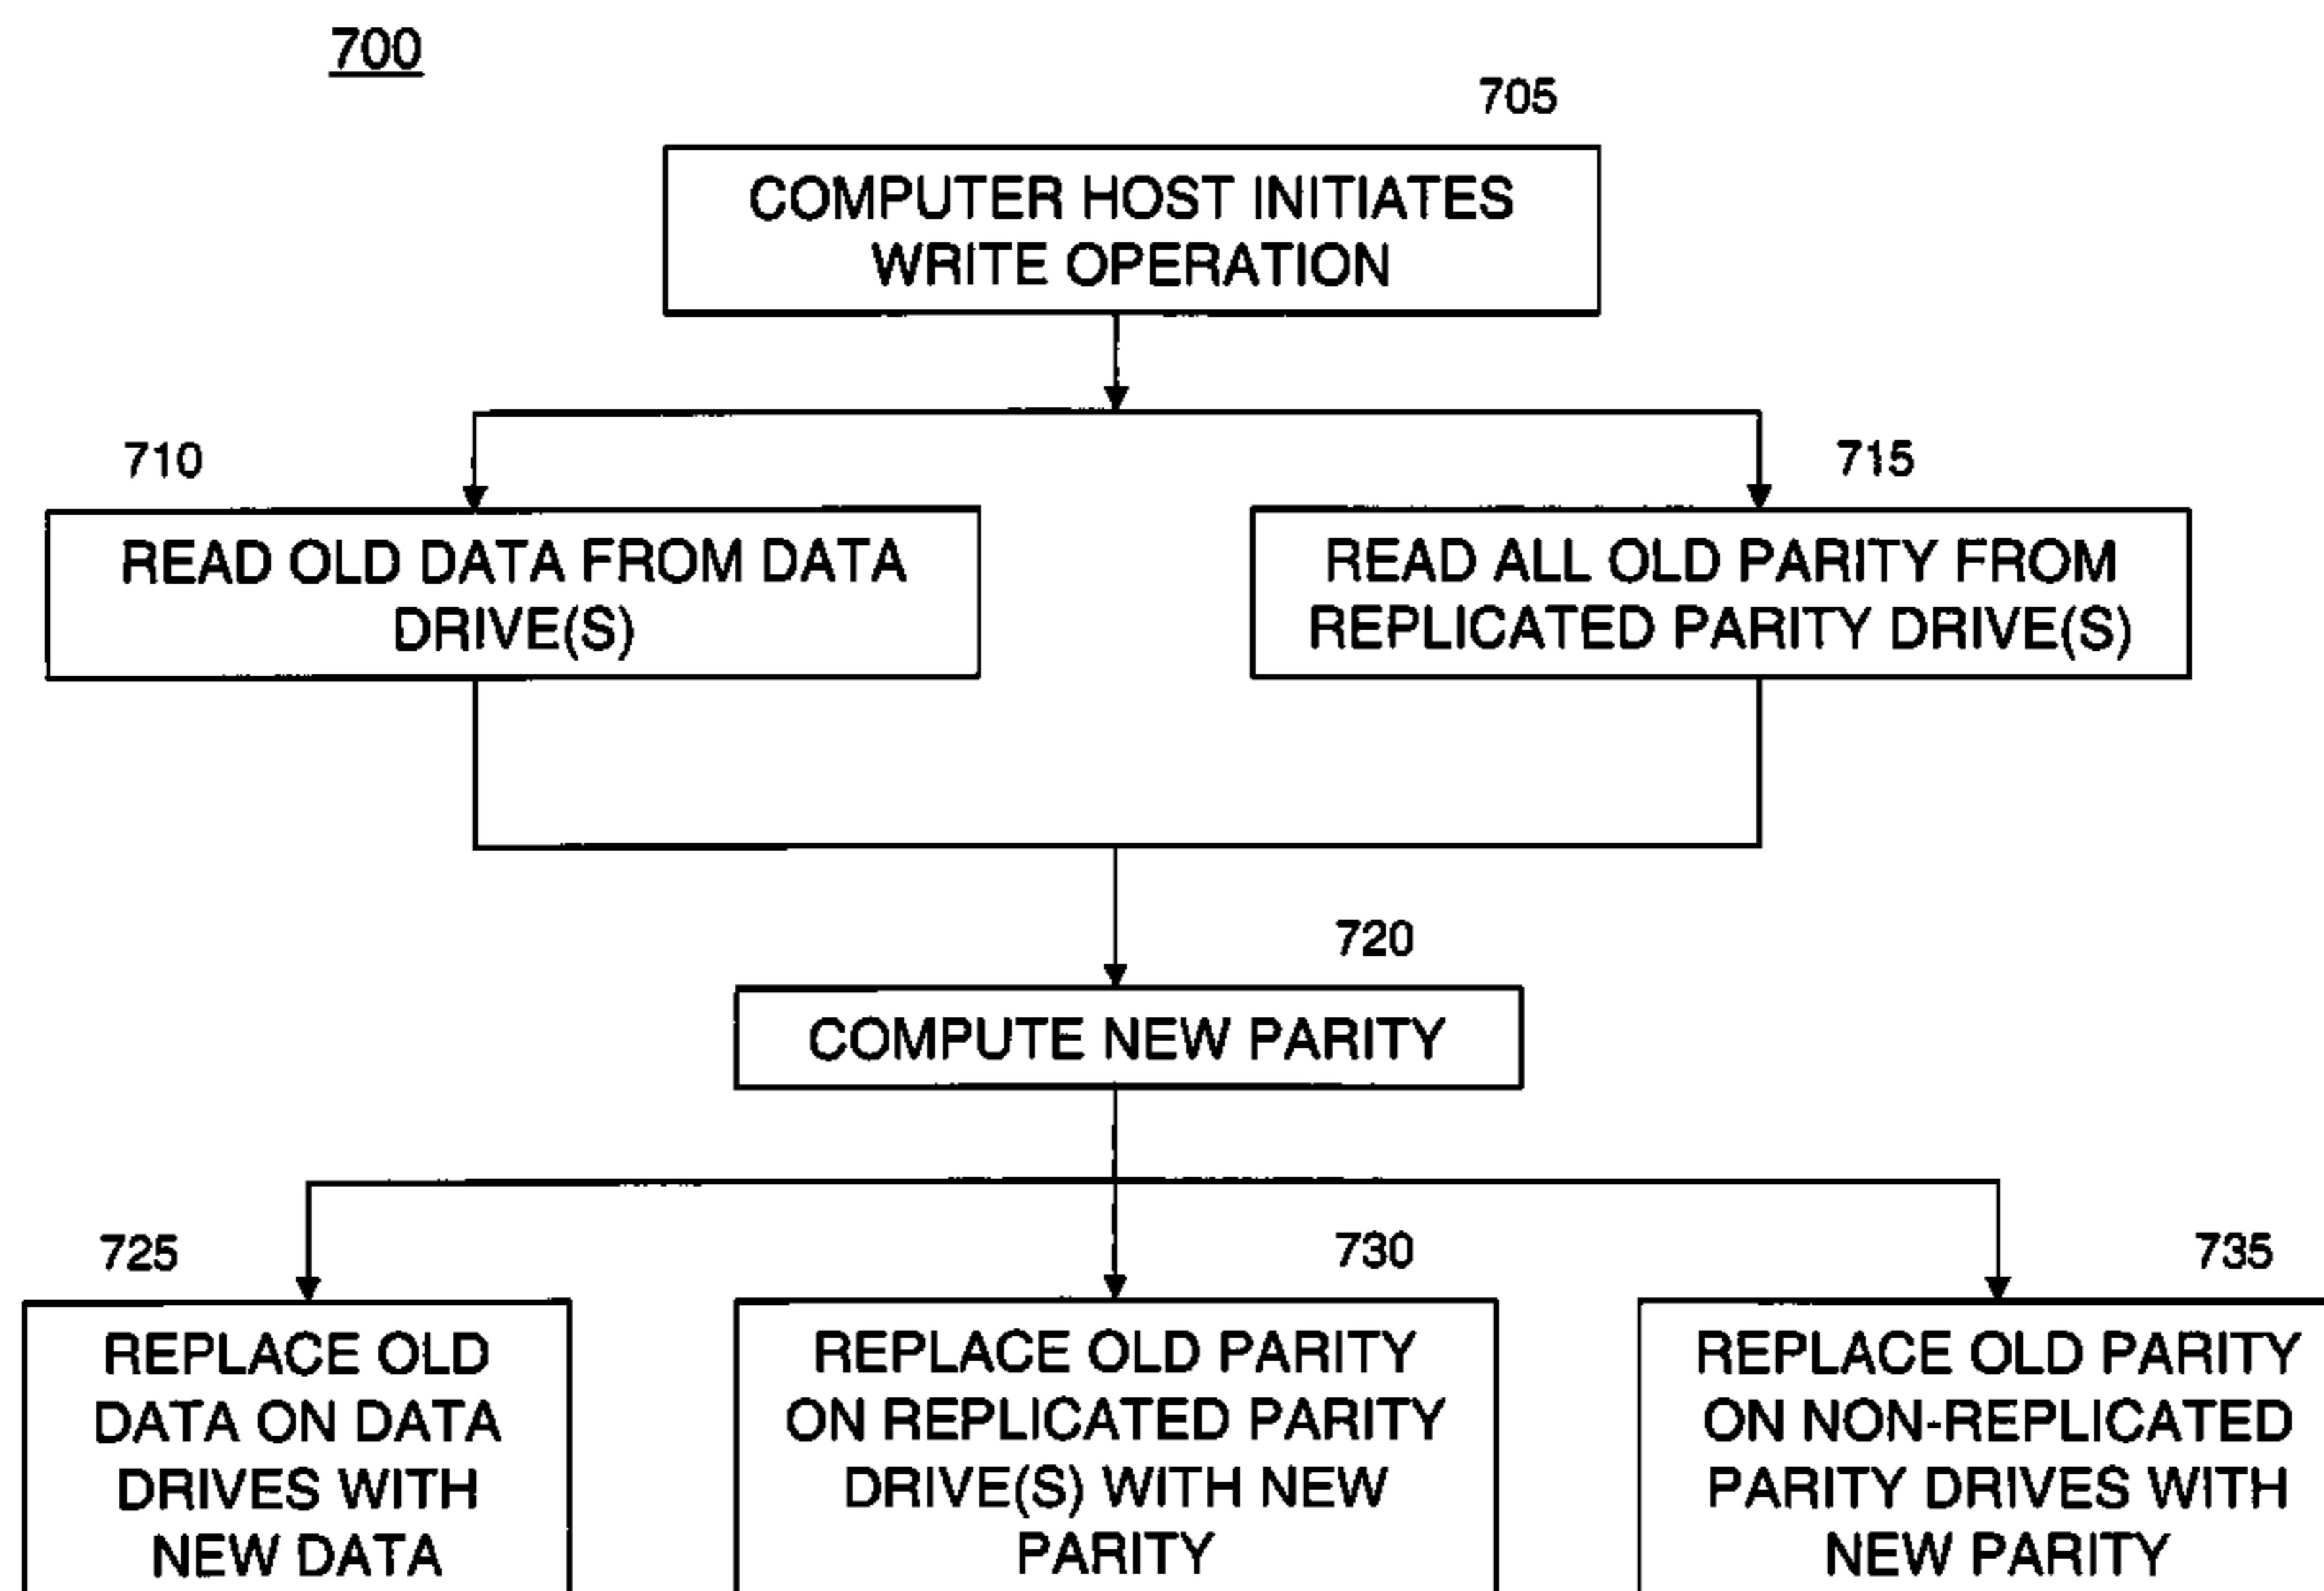 700
705
COMPUTER HOST INITIATES
WRITE OPERATION
710
READ OLD DATA FROM DATA
DRIVE(S)
715
READ ALL OLD PARITY FROM
REPLICATED PARITY DRIVE(S)
720
COMPUTE NEW PARITY
725
REPLACE OLD
DATA ON DATA
DRIVES WITH
NEW DATA
730
REPLACE OLD PARITY
ON REPLICATED PARITY
DRIVE(S) WITH NEW
PARITY
735
REPLACE OLD PARITY
ON NON-REPLICATED
PARITY DRIVES WITH
NEW PARITY